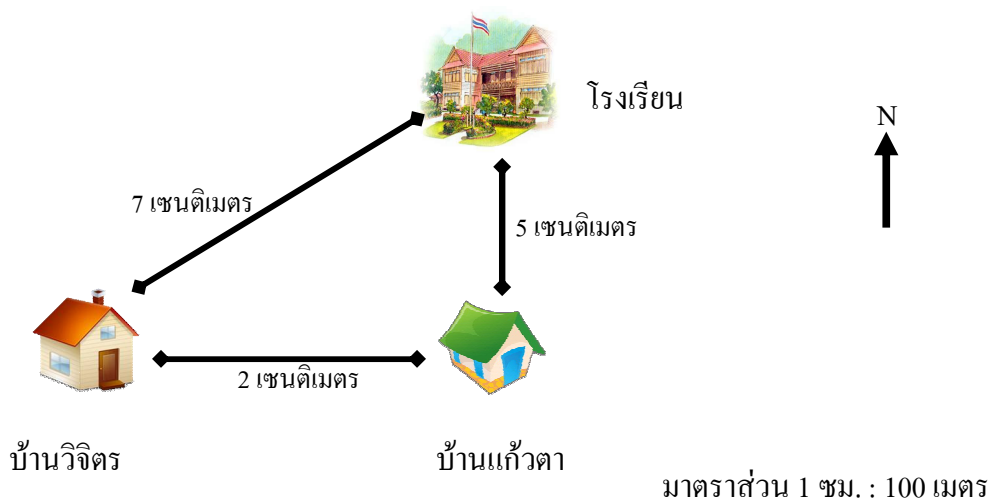 โรงเรียน
N
7 เซนติเมตร
5 เซนติเมตร
2 เซนติเมตร
บ้านวิจิตร
บ้านแก้วตา
มาตราส่วน 1 ซม. : 100 เมตร